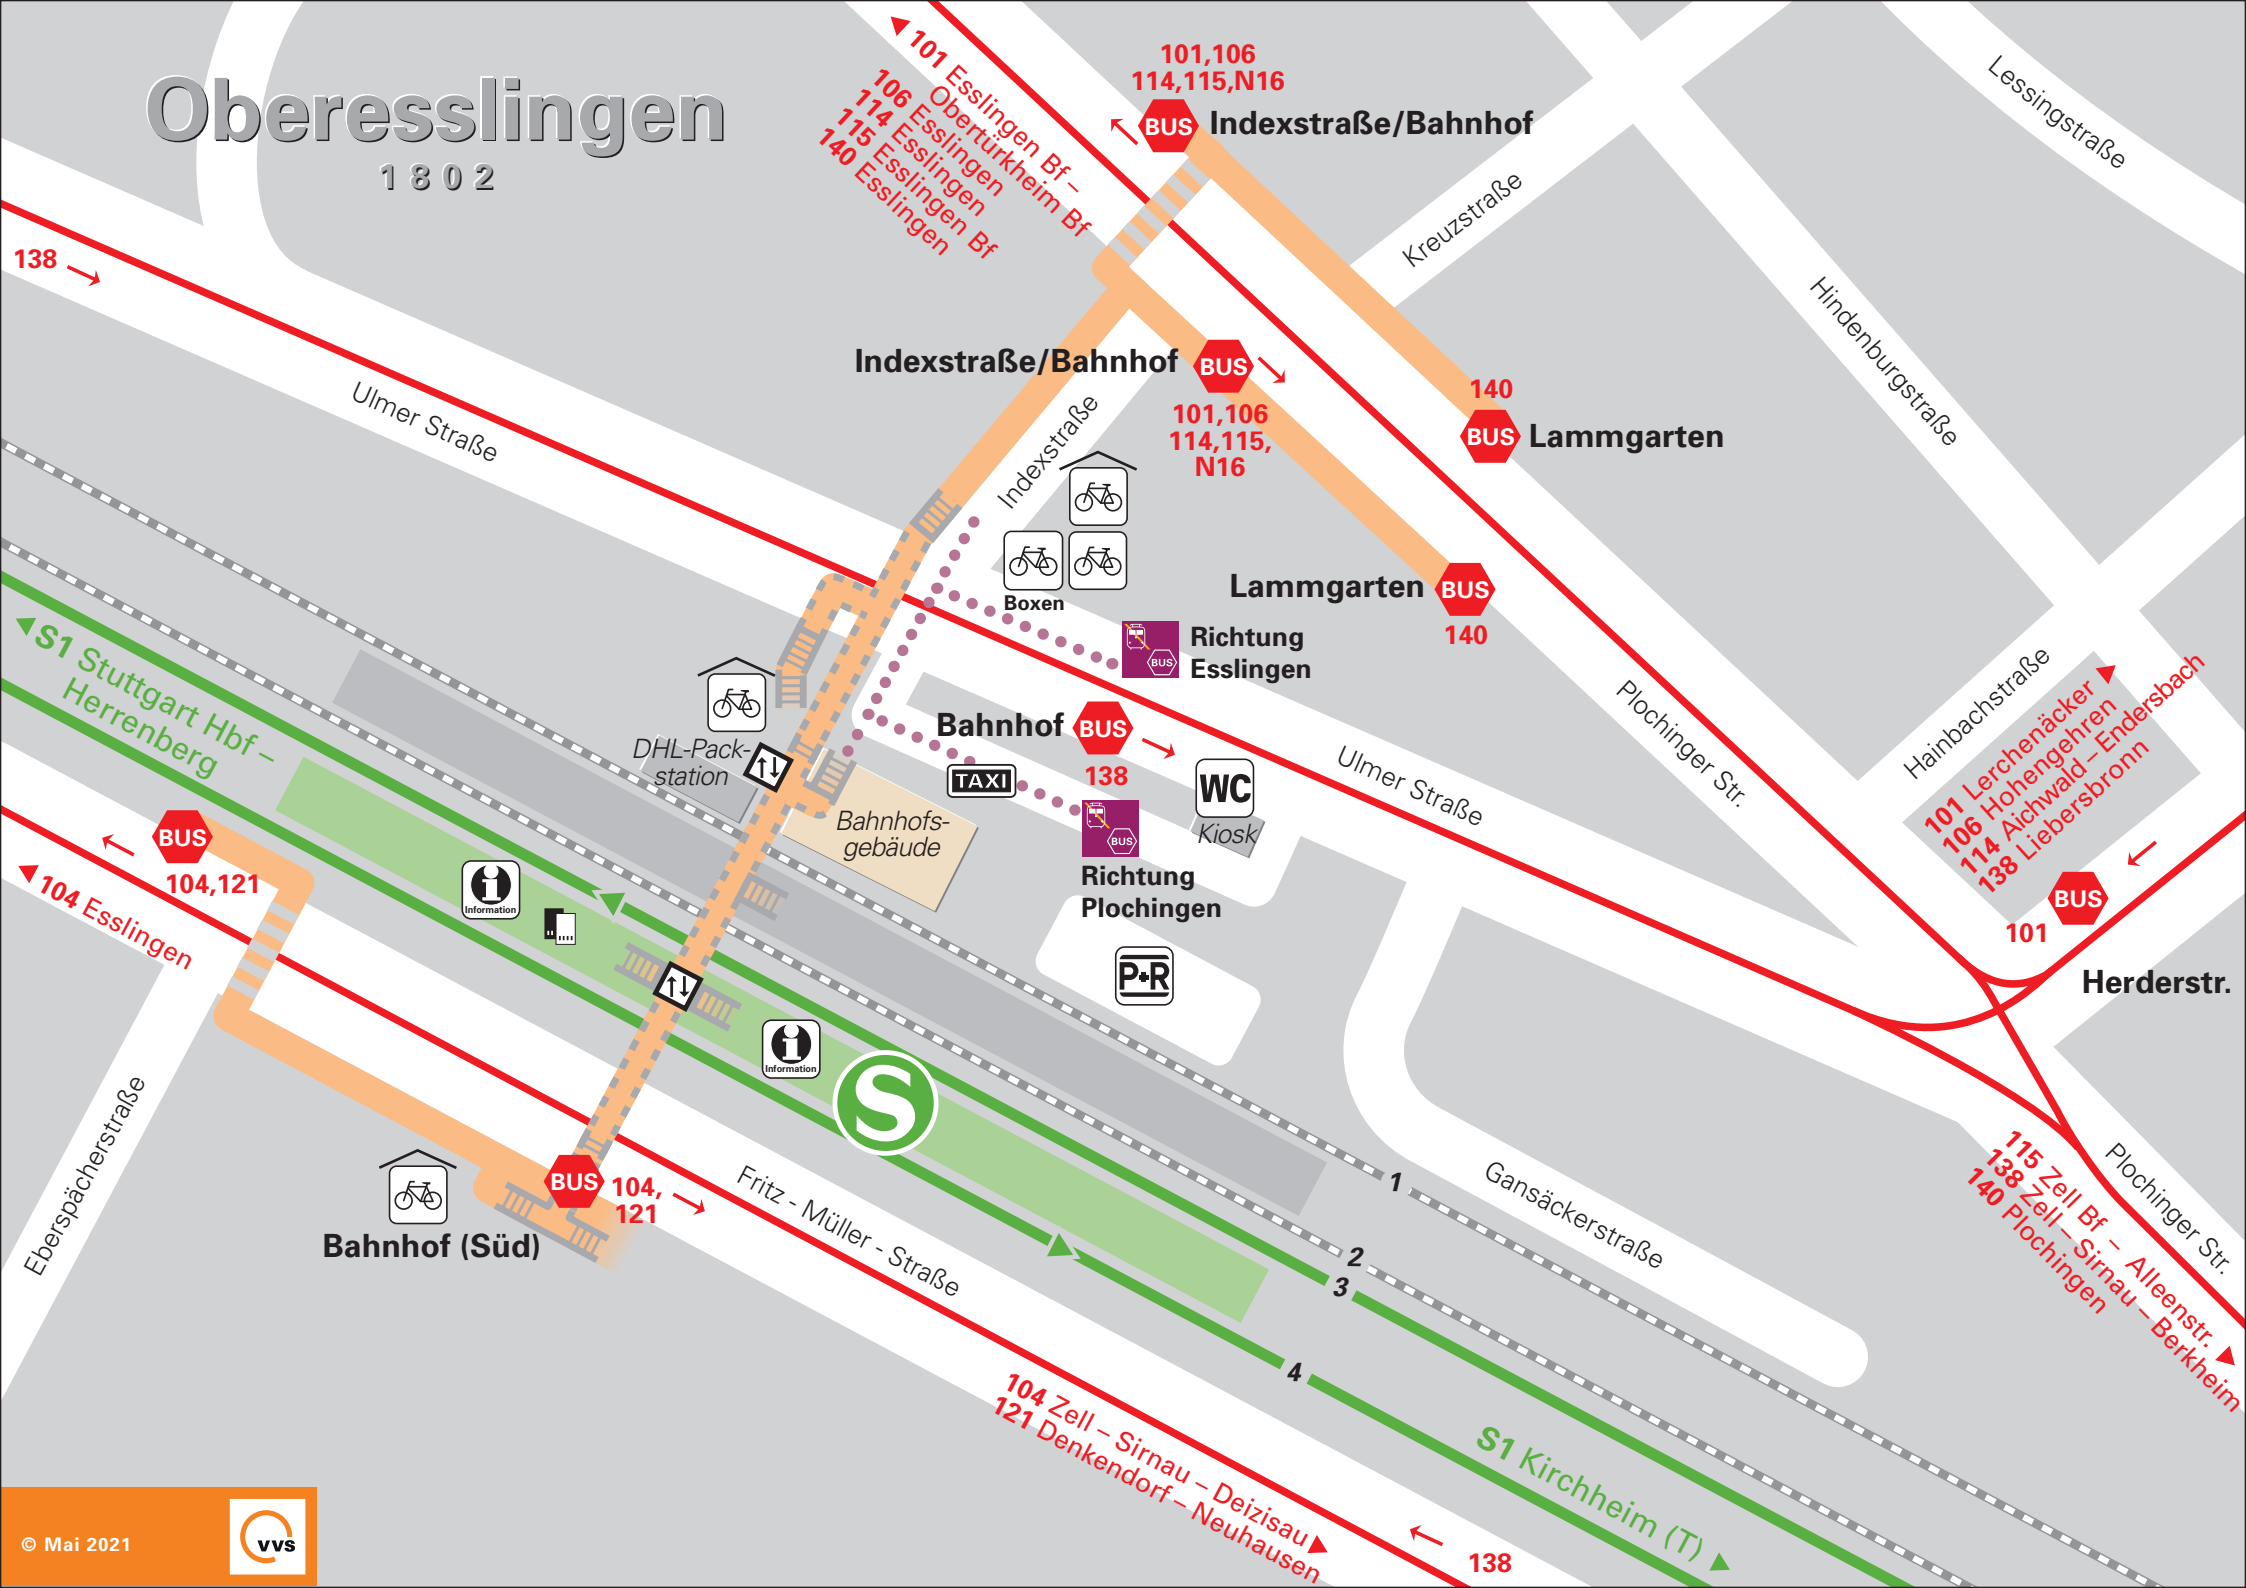 Oberesslingen
1802
101 Esslingen Bf –
Obertürkheim Bf
106 Esslingen
114 Esslingen
115 Esslingen Bf
140 Esslingen
101,106
114,115,N16
BUS
Indexstraße/Bahnhof
Lessingstraße
Kreuzstraße
Hindenburgstraße
138
Ulmer Straße
Indexstraße/Bahnhof
BUS
101,106
114,115,
N16
140
BUS
Lammgarten
Indexstraße
Boxen
Lammgarten
BUS
140
BUS
Richtung
Esslingen
S1 Stuttgart Hbf –
Herrenberg
DHL-Pack-
station
Bahnhof
BUS
138
TAXI
WC
Kiosk
Ulmer Straße
Plochinger Str.
Hainbachstraße
101 Lerchenäcker
106 Hohengehren
114 Aichwald – Endersbach
138 Liebersbronn
BUS
101
Herderstr.
Bahnhofs-
gebäude
BUS
Richtung
Plochingen
P+R
BUS
104,121
104 Esslingen
i
Information
i
Information
S
Eberspächerstraße
BUS
104,
121
Bahnhof (Süd)
Fritz - Müller - Straße
1
2
3
4
Gansäckerstraße
115 Zell Bf – Alleenstr.
138 Zell – Sirnau – Berkheim
140 Plochingen
Plochinger Str.
104 Zell – Sirnau – Deizisau
121 Denkendorf – Neuhausen
138
S1 Kirchheim (T)
© Mai 2021
vvs